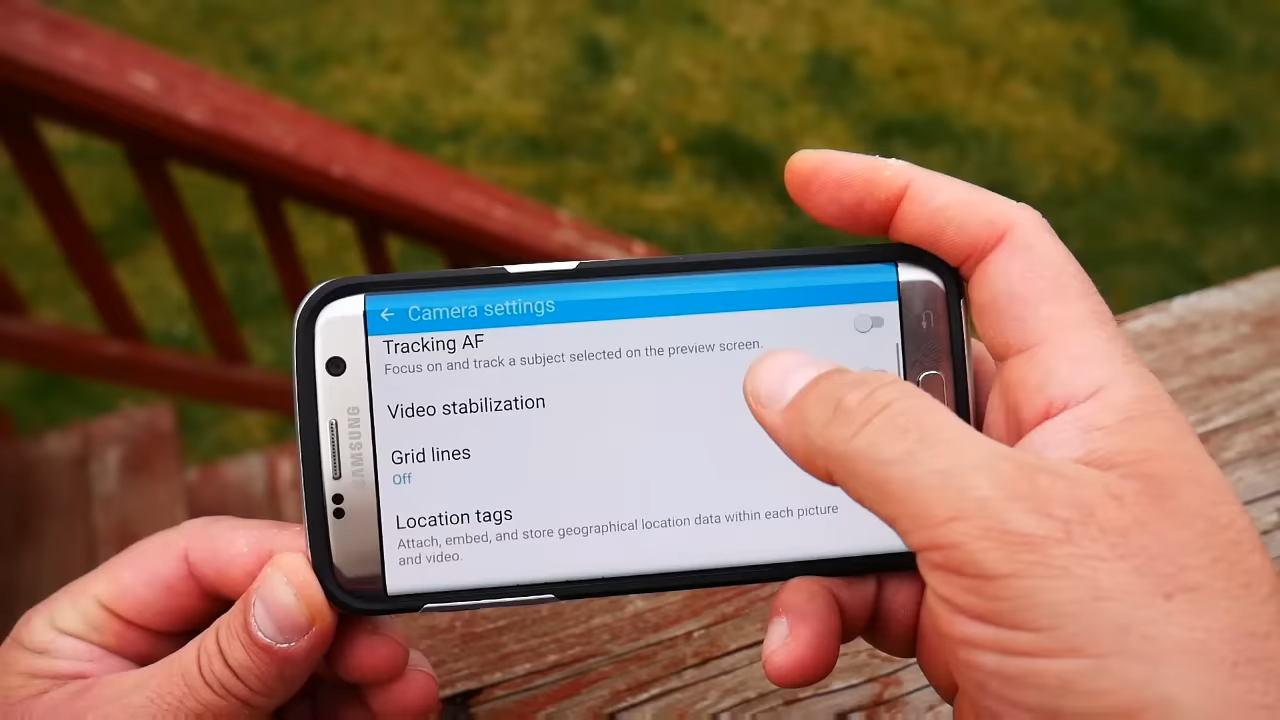 Camera settings
Tracking AF
Focus on and track a subject selected on the preview screen.
Video stabilization
Grid lines
Off
Location tags
Attach, embed, and store geographical location data within each picture
and video.
SAMSUNG